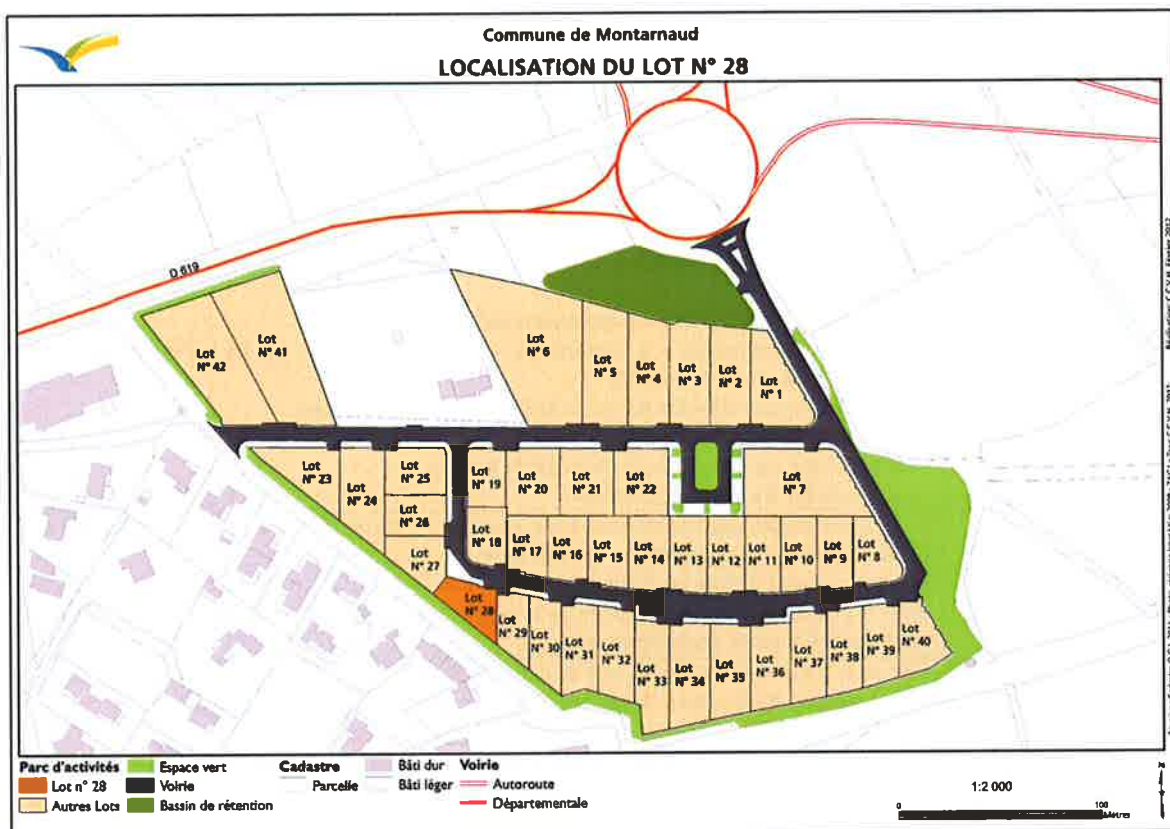 Commune de Montarnaud
LOCALISATION DU LOT N° 28
D 619
Lot
N° 42
Lot
N° 41
Lot
N° 6
Lot
N° 5
Lot
N° 4
Lot
N° 3
Lot
N° 2
Lot
N° 1
Lot
N° 23
Lot
N° 24
Lot
N° 25
Lot
N° 26
Lot
N° 27
Lot
N° 19
Lot
N° 20
Lot
N° 21
Lot
N° 22
Lot
N° 7
Lot
N° 18
Lot
N° 17
Lot
N° 16
Lot
N° 15
Lot
N° 14
Lot
N° 13
Lot
N° 12
Lot
N° 11
Lot
N° 10
Lot
N° 9
Lot
N° 8
Lot
N° 28
Lot
N° 29
Lot
N° 30
Lot
N° 31
Lot
N° 32
Lot
N° 33
Lot
N° 34
Lot
N° 35
Lot
N° 36
Lot
N° 37
Lot
N° 38
Lot
N° 39
Lot
N° 40
Parc d'activités
Lot n° 28
Autres Lots
Espace vert
Voirie
Bassin de rétention
Cadastre
Parcelle
Bâti dur
Bâti léger
Voirie
Autoroute
Départementale
1:2 000
0 100
Mètres